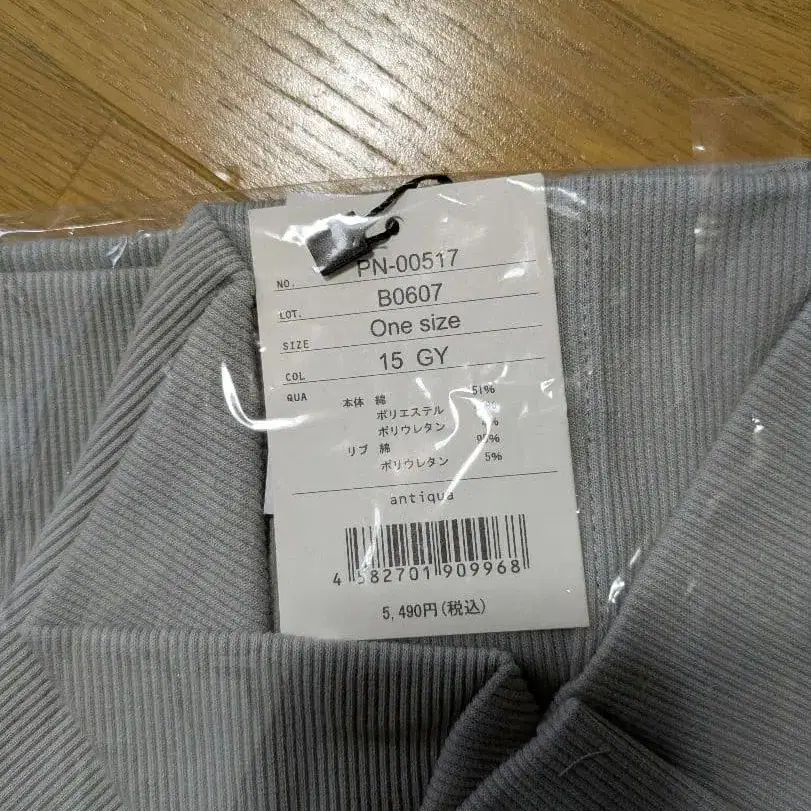 NO. PN-00517
LOT. B0607
SIZE One size
COL 15 GY
QUA 本体 綿 51%
ポリエステル
ポリウレタン
リブ 綿
ポリウレタン 5%
antiqua
4 582701 909968
5,490円(税込)